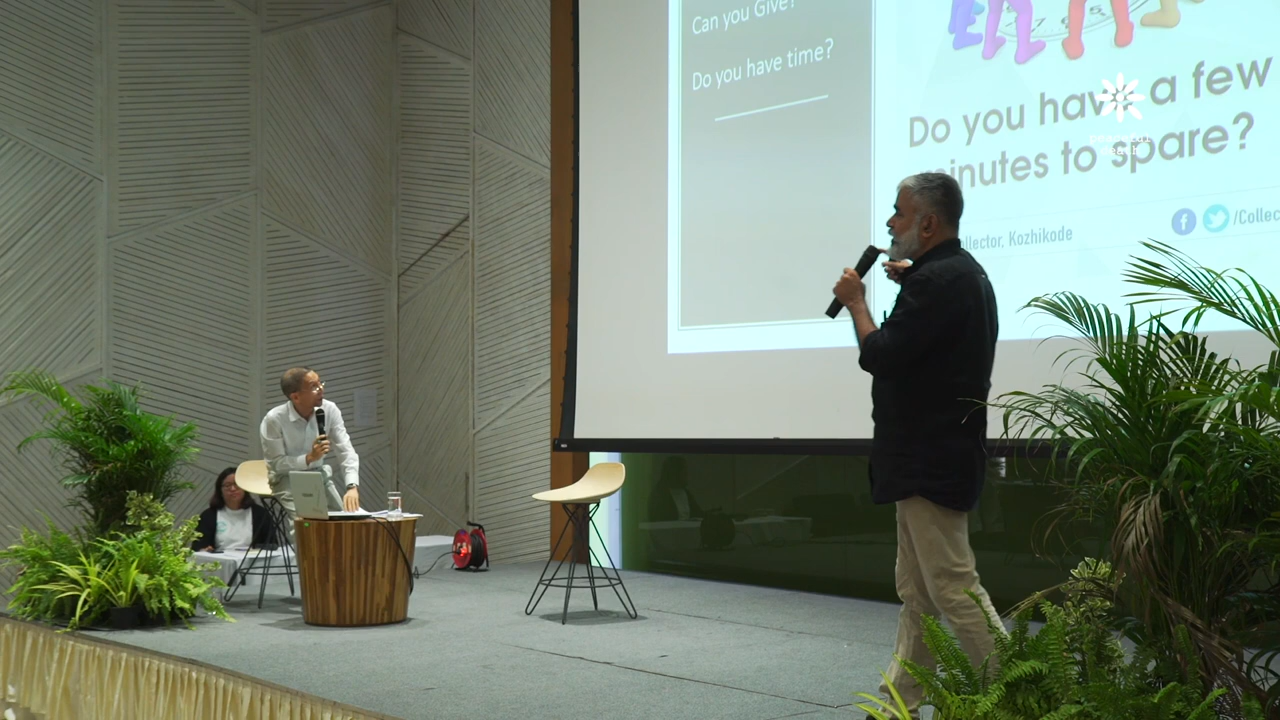 Can you Give?
Do you have time?
Do you have a few
minutes to spare?
Collector. Kozhikode
/Collec